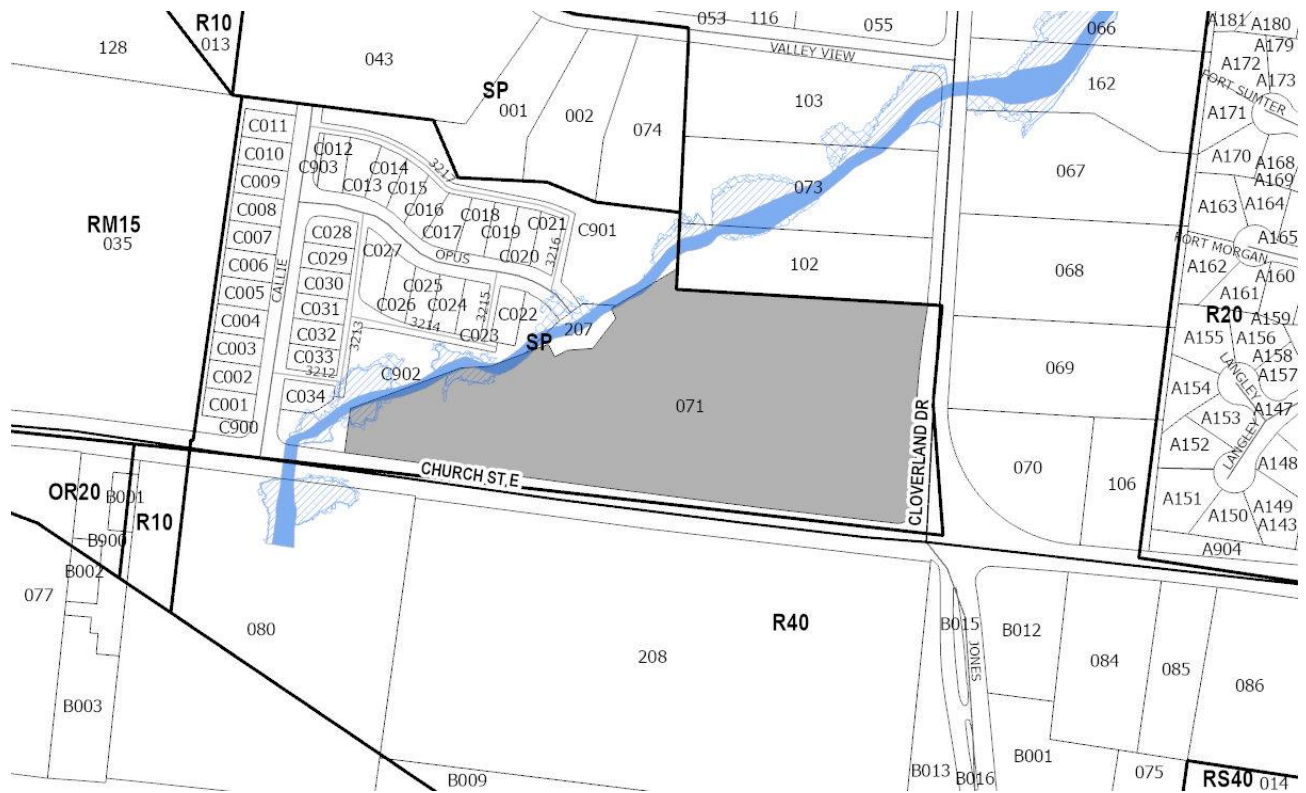 R10
013
128
043
SP
001
002
074
053
116
055
VALLEY VIEW
103
073
102
066
162
067
068
069
070
106
A181
A180
A179
A172
A173
FORT SUMTER
A171
A170
A168
A169
A163
A164
A165
FORT MORGAN
A162
A160
A161
A159
R20
A155
A156
A158
A157
LANGLEY
A154
A153
A147
A152
LANGLEY
A148
A151
A150
A149
A143
A904
RM15
035
C011
C010
C009
C008
C007
C006
C005
C004
C003
C002
C001
C900
CALLIE
C012
C903
C013
C014
C015
C016
C017
C018
C019
C020
C021
C901
3217
3216
OPUS
C028
C029
C030
C031
C032
C033
C034
3212
3213
C027
C026
C025
C024
C023
C022
3214
3215
C902
SP
207
071
CHURCH ST, E
CLOVERLAND DR
OR20
B001
R10
B900
B002
077
B003
080
208
R40
B009
B015
JONES
B012
B013
B016
B001
084
085
086
075
RS40
014